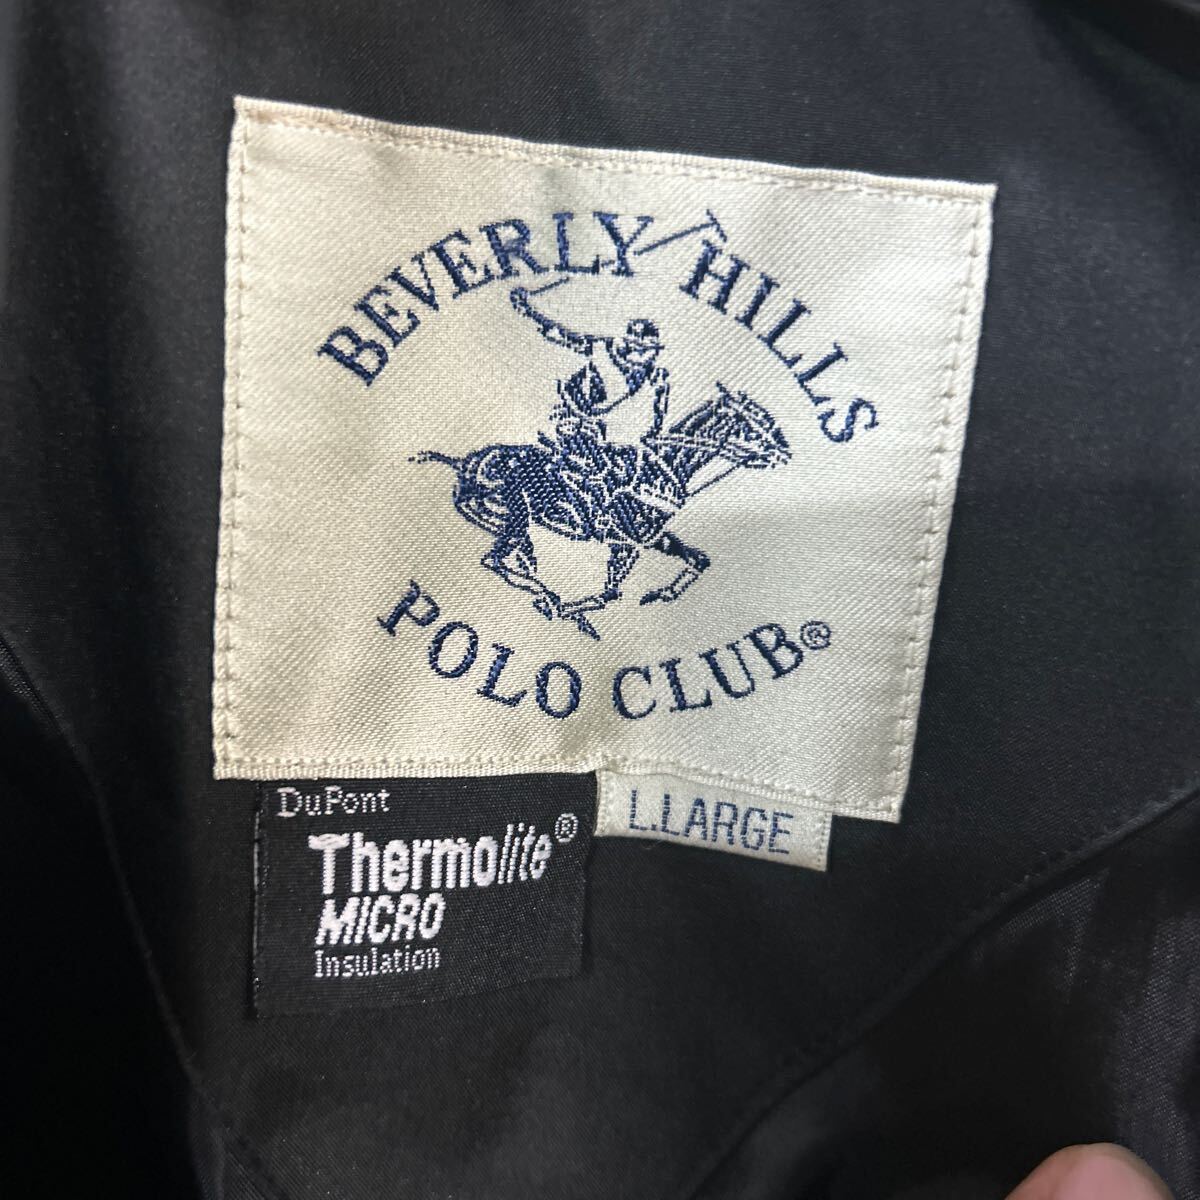 BEVERLY HILLS
POLO CLUB®
L.LARGE
DuPont
Thermolite®
MICRO
Insulation